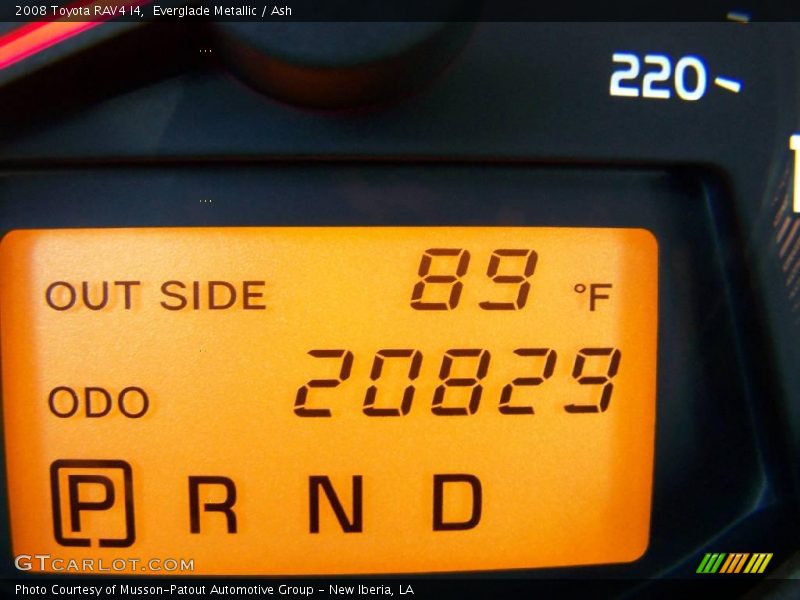 2008 Toyota RAV4 I4, Everglade Metallic / Ash
220
OUT SIDE 89 °F
ODO 20829
P R N D
GTCARLOT.COM
Photo Courtesy of Musson-Patout Automotive Group - New Iberia, LA